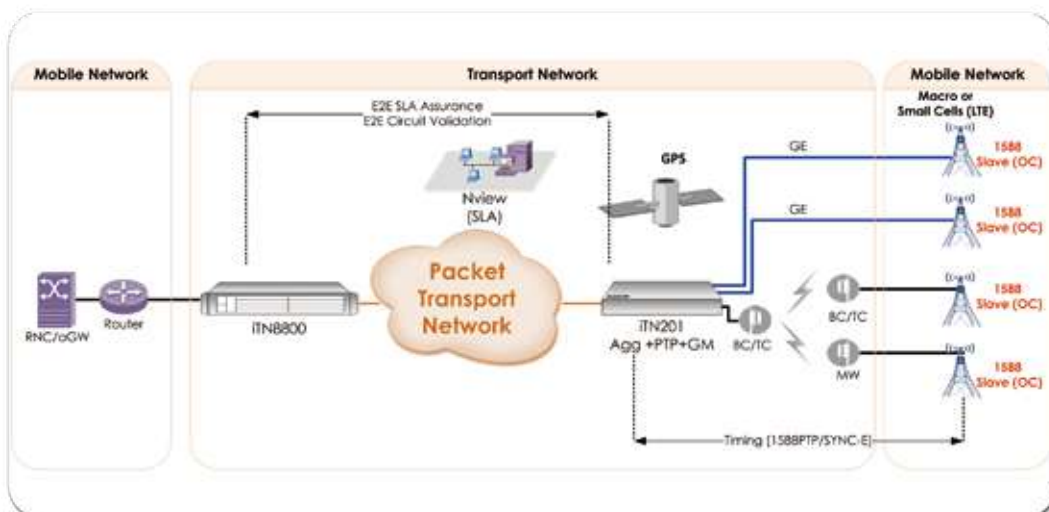 Mobile Network
Transport Network
Mobile Network
E2E SLA Assurance
E2E Circuit Validation
Macro or
Small Cells (LTE)
GPS
GE
1588
Slave (OC)
Nview
(SLA)
GE
1588
Slave (OC)
Packet
Transport
Network
RNC/aGW
Router
iTN8800
iTN201
Agg +PTP+GM
BC/TC
BC/TC
1588
Slave (OC)
MW
1588
Slave (OC)
Timing (1588PTP/SYNC-E)